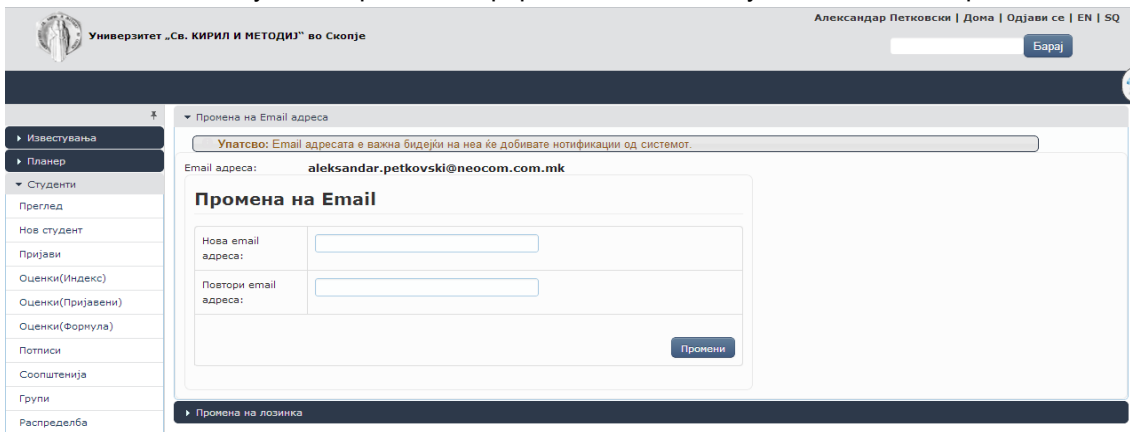 Александар Петковски | Дома | Одјави се | EN | SQ
Универзитет „Св. КИРИЛ И МЕТОДИЈ“ во Скопје
Барај
Промена на Email адреса
Известувања
Упатсво: Email адресата е важна бидејќи на неа ќе добивате нотификации од системот.
Планер
Email адреса: aleksandar.petkovski@neocom.com.mk
Студенти
Преглед
Промена на Email
Нов студент
Нова email
адреса:
Пријави
Оценки(Индекс)
Повтори email
адреса:
Оценки(Пријавени)
Оценки(Формула)
Потписи
Промени
Соопштенија
Групи
Промена на лозинка
Распределба